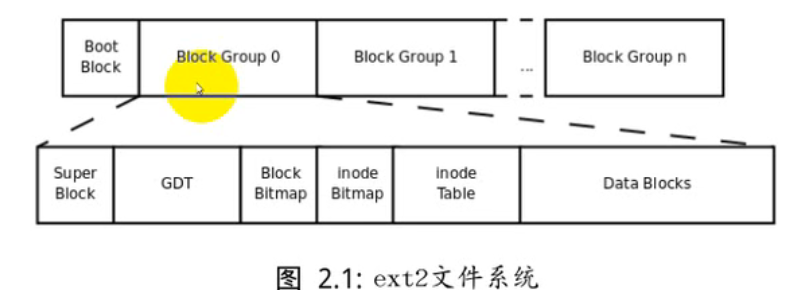 Boot
Block
Block Group 0
Block Group 1
...
Block Group n
Super
Block
GDT
Block
Bitmap
inode
Bitmap
inode
Table
Data Blocks
图 2.1: ext2文件系统